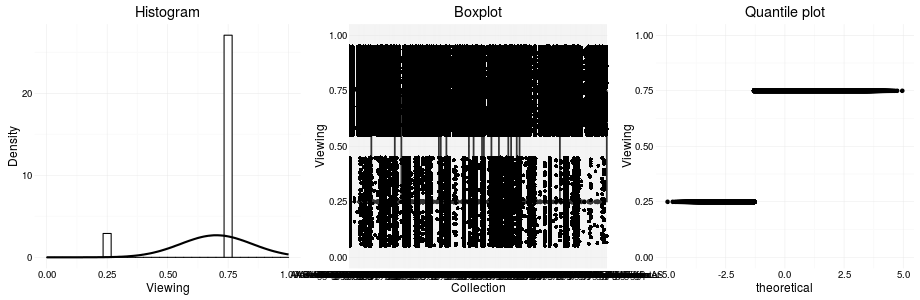 Histogram
Density
20
10
0
0.00 0.25 0.50 0.75
Viewing
Boxplot
Viewing
1.00
0.75
0.50
0.25
0.00
Collection
Quantile plot
Viewing
1.00
0.75
0.50
0.25
0.00
-2.5 0.0 2.5 5.0
theoretical